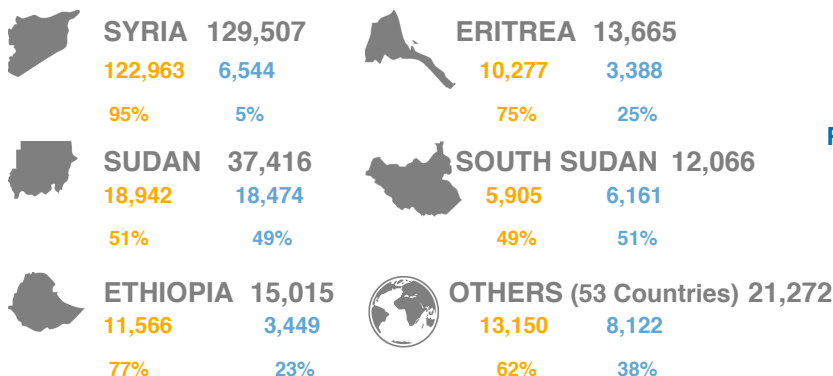 SYRIA 129,507
122,963 6,544
95% 5%
ERITREA 13,665
10,277 3,388
75% 25%
SUDAN 37,416
18,942 18,474
51% 49%
SOUTH SUDAN 12,066
5,905 6,161
49% 51%
ETHIOPIA 15,015
11,566 3,449
77% 23%
OTHERS (53 Countries) 21,272
13,150 8,122
62% 38%